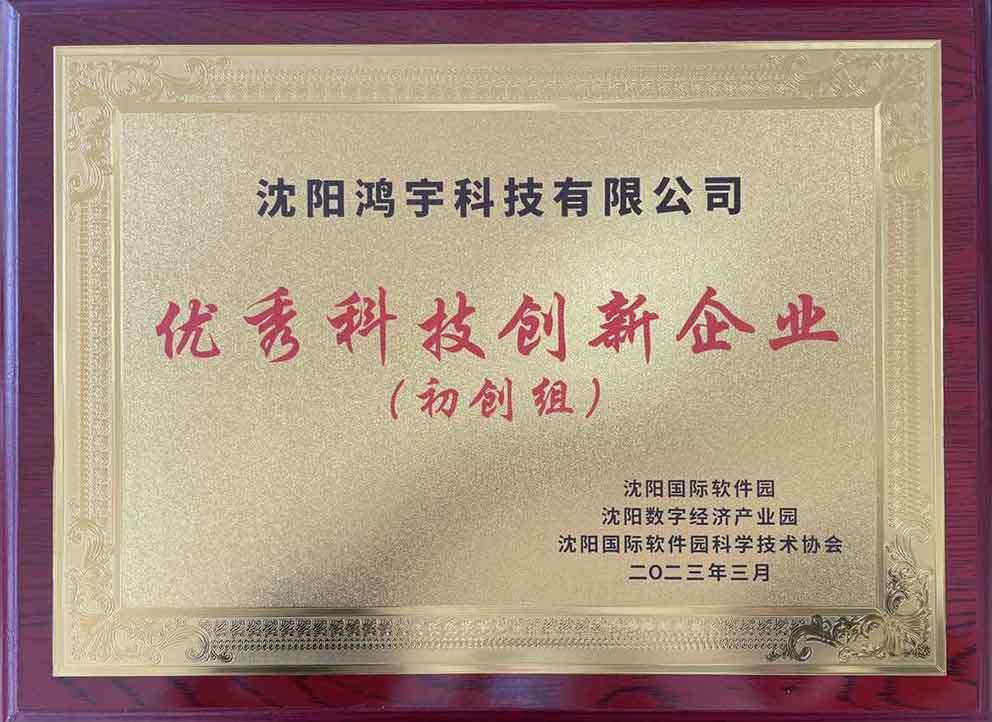 沈阳鸿宇科技有限公司
优秀科技创新企业
（初创组）
沈阳国际软件园
沈阳数字经济产业园
沈阳国际软件园科学技术协会
二〇二三年三月